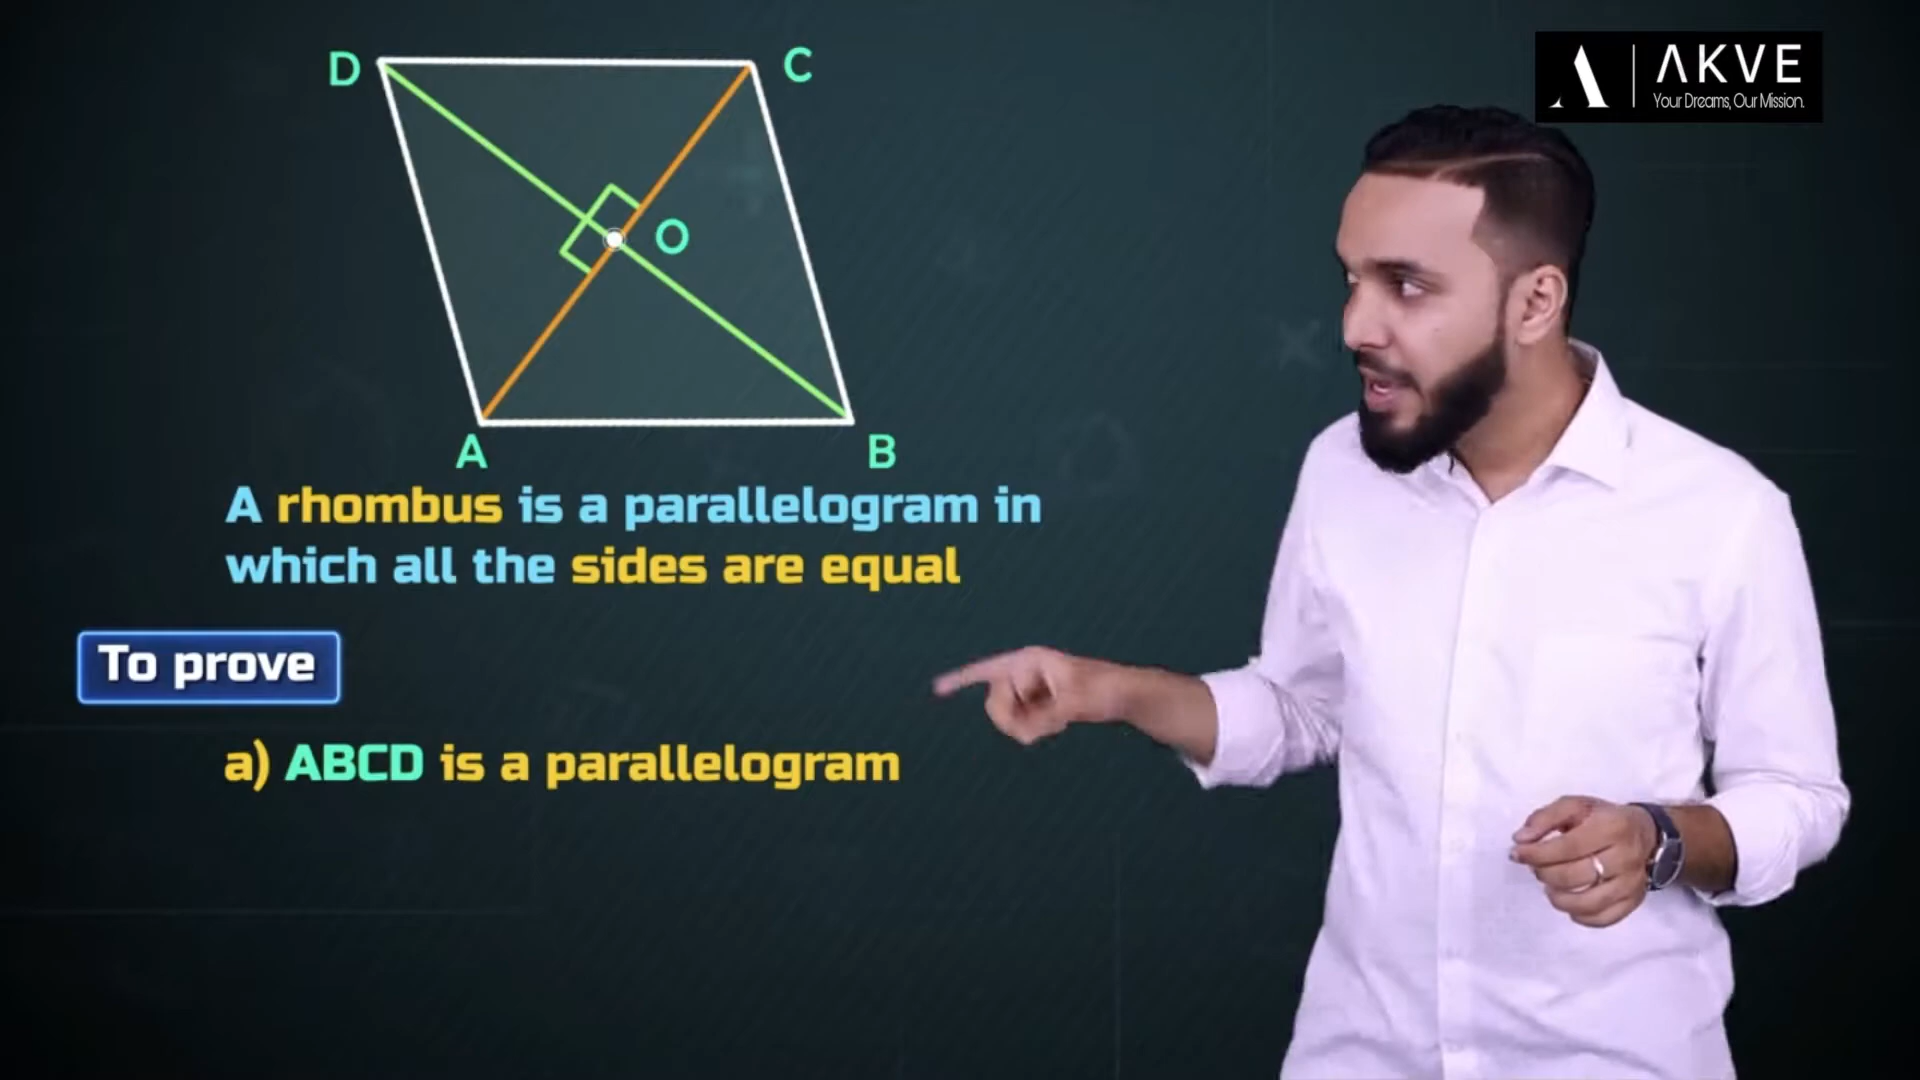 D
C
O
A
B
A rhombus is a parallelogram in
which all the sides are equal
To prove
a) ABCD is a parallelogram
A
ΛKVE
Your Dreams, Our Mission.